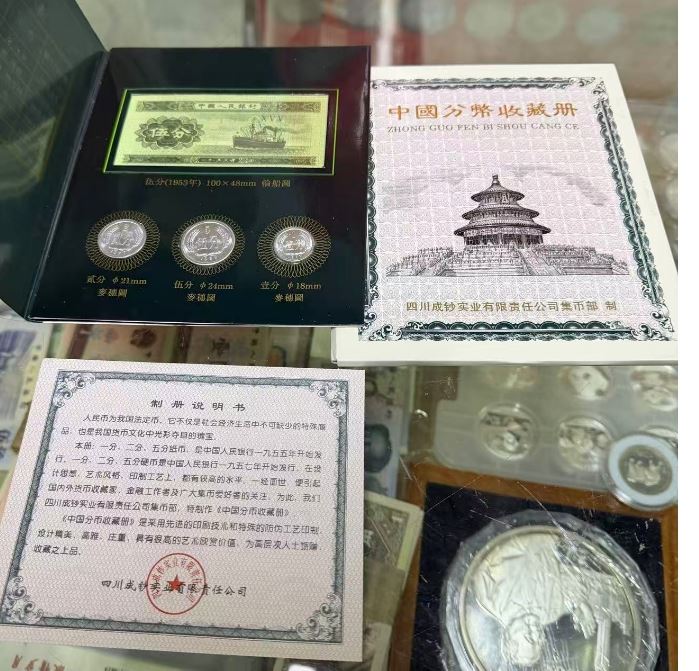 中國人民银行
伍分
伍分(1953年) 100×48mm 輪船圖
贰分 φ21mm
麥穗圖
伍分 φ24mm
麥穗圖
壹分 φ18mm
麥穗圖
中國分幣收藏册
ZHONG GUO FEN BI SHOU CANG CE
四川成钞实业有限责任公司集币部 制
制册说明书
人民币为我国法定币、它不仅是社会经济生活中不可缺少的特殊商
品，也是我国货币文化中光彩夺目的瑰宝。
本册：一分、二分、五分纸币，是中国人民银行一九五五年开始发
行，一分、二分、五分硬币是中国人民银行一九五七年开始发行，在设
计思想、艺术风格、印制工艺上，都有较高的水平，一经面世，便引起
国内外货币收藏家、金融工作者及广大集币爱好者的关注。为此，我们
四川成钞实业有限责任公司集币部，特制作《中国分币收藏册》
《中国分币收藏册》是采用先进的印刷技术和特殊的防伪工艺印制，
设计精美、高雅、庄重，具有很高的艺术欣赏价值，为高层次人士馈赠、
收藏之上品。
四川成钞实业有限责任公司